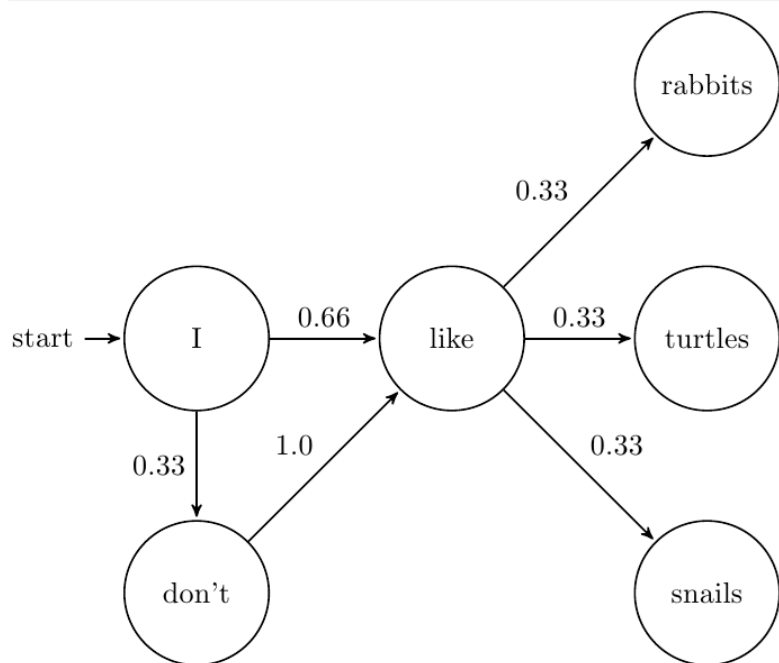 rabbits
0.33
start
I
0.66
like
0.33
turtles
0.33
1.0
0.33
don't
snails